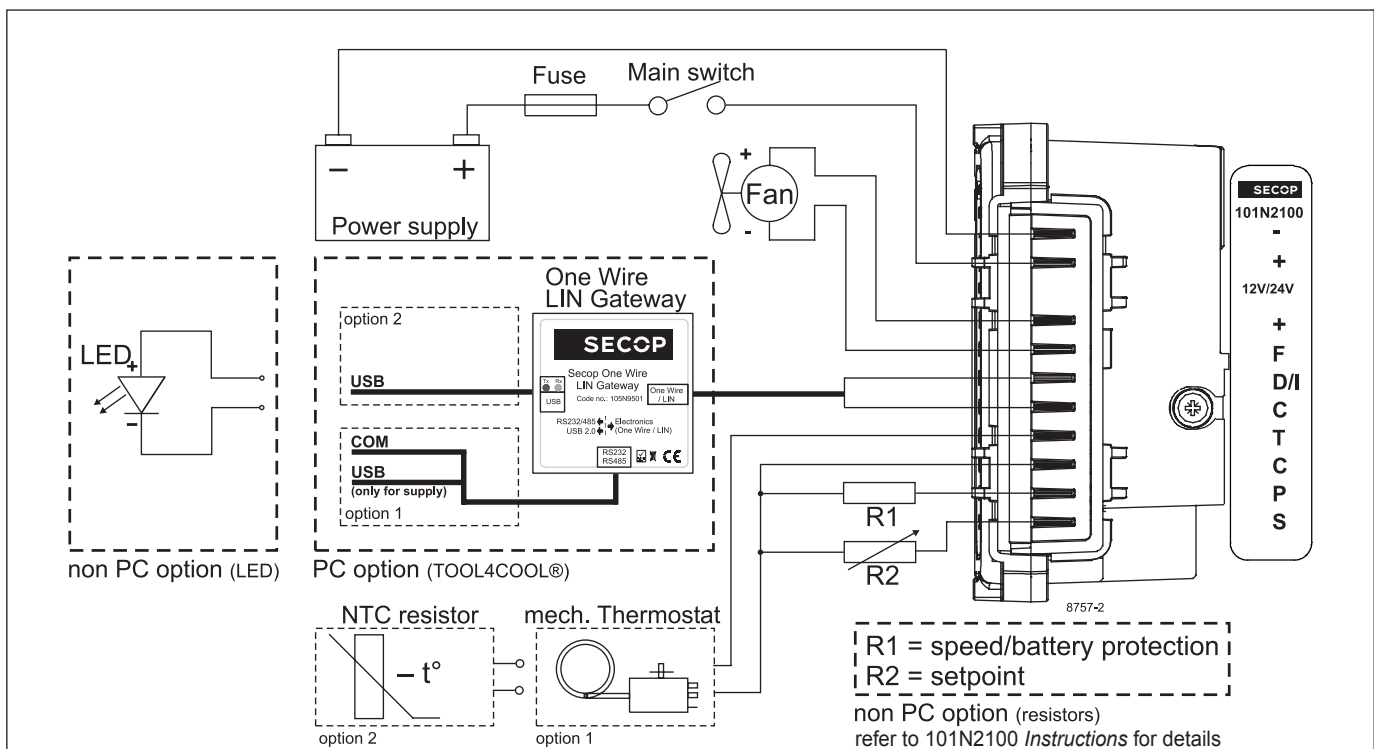 Fuse
Main switch
− +
Power supply
+
Fan
-
SECOP
101N2100
-
+
12V/24V
+
F
D/I
C
T
C
P
S
LED
+
−
non PC option (LED)
One Wire
LIN Gateway
option 2
USB
COM
USB
(only for supply)
option 1
SECOP
Secop One Wire
LIN Gateway
Code no.: 105N9501
Tx Rx
USB
One Wire
/ LIN
RS232/485 Electronics
USB 2.0 (One Wire / LIN)
RS232
RS485
CE
PC option (TOOL4COOL®)
R1
R2
8757-2
NTC resistor
− t°
option 2
mech. Thermostat
option 1
R1 = speed/battery protection
R2 = setpoint
non PC option (resistors)
refer to 101N2100 Instructions for details